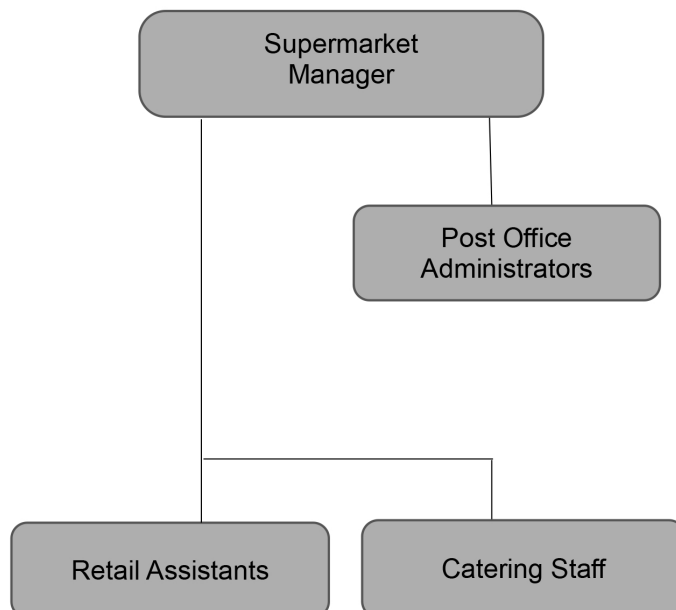 Supermarket
Manager
Post Office
Administrators
Retail Assistants
Catering Staff